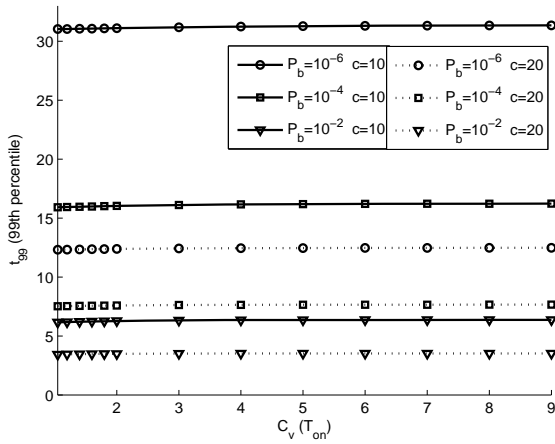 30
25
20
15
10
5
0
t99 (99th percentile)
P_b=10^−6 c=10
P_b=10^−4 c=10
P_b=10^−2 c=10
P_b=10^−6 c=20
P_b=10^−4 c=20
P_b=10^−2 c=20
2 3 4 5 6 7 8 9
C_v (T_on)